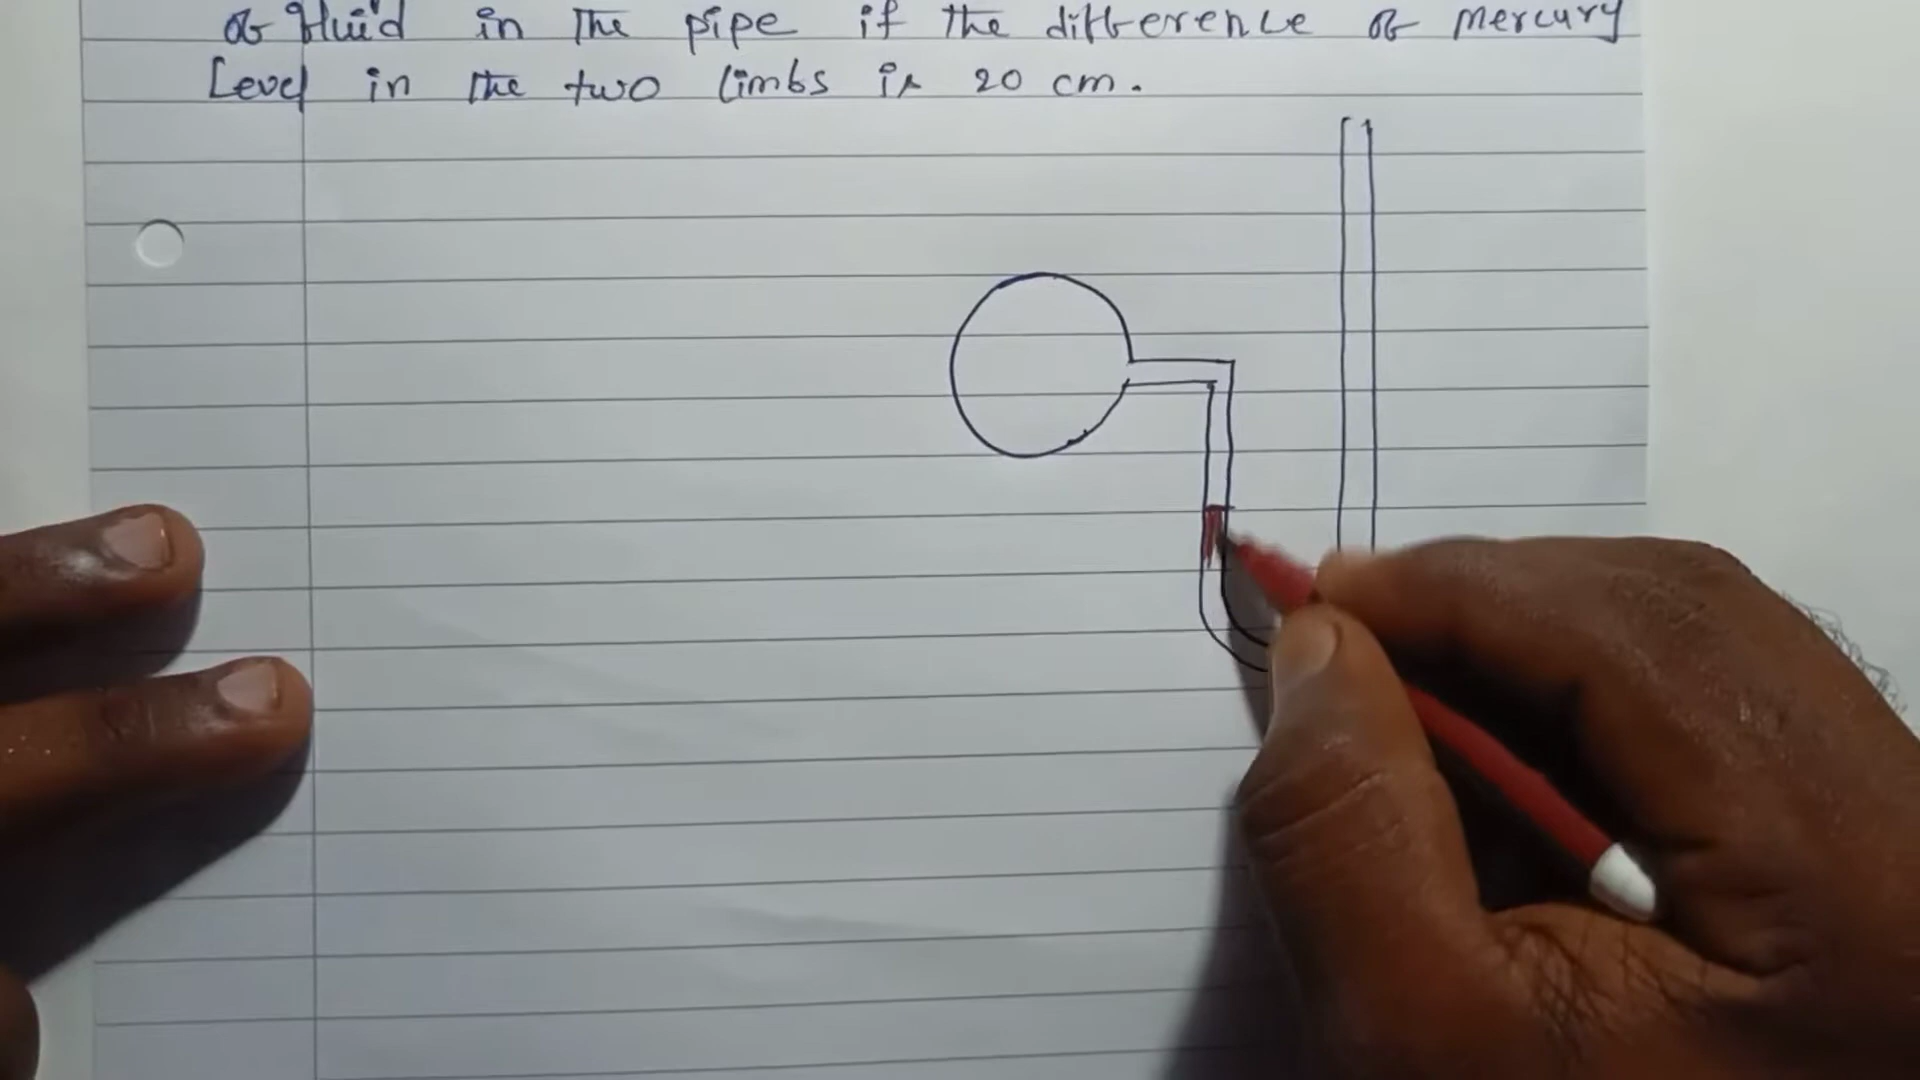 of fluid in the pipe if the difference of mercury
Level in the two limbs is 20 cm.